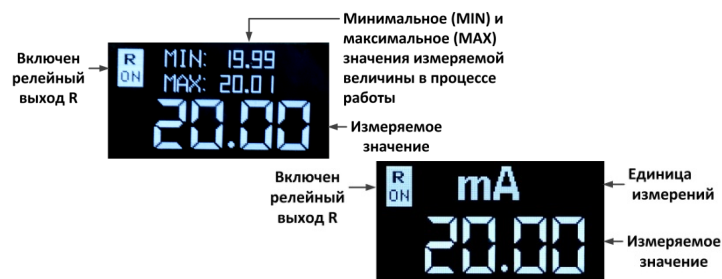 Минимальное (MIN) и
максимальное (MAX)
значения измеряемой
величины в процессе
работы
Включен
релейный
выход R
R
ON
MIN: 19.99
MAX: 20.01
20.00
Измеряемое
значение
Включен
релейный
выход R
R
ON
mA
Единица
измерений
20.00
Измеряемое
значение